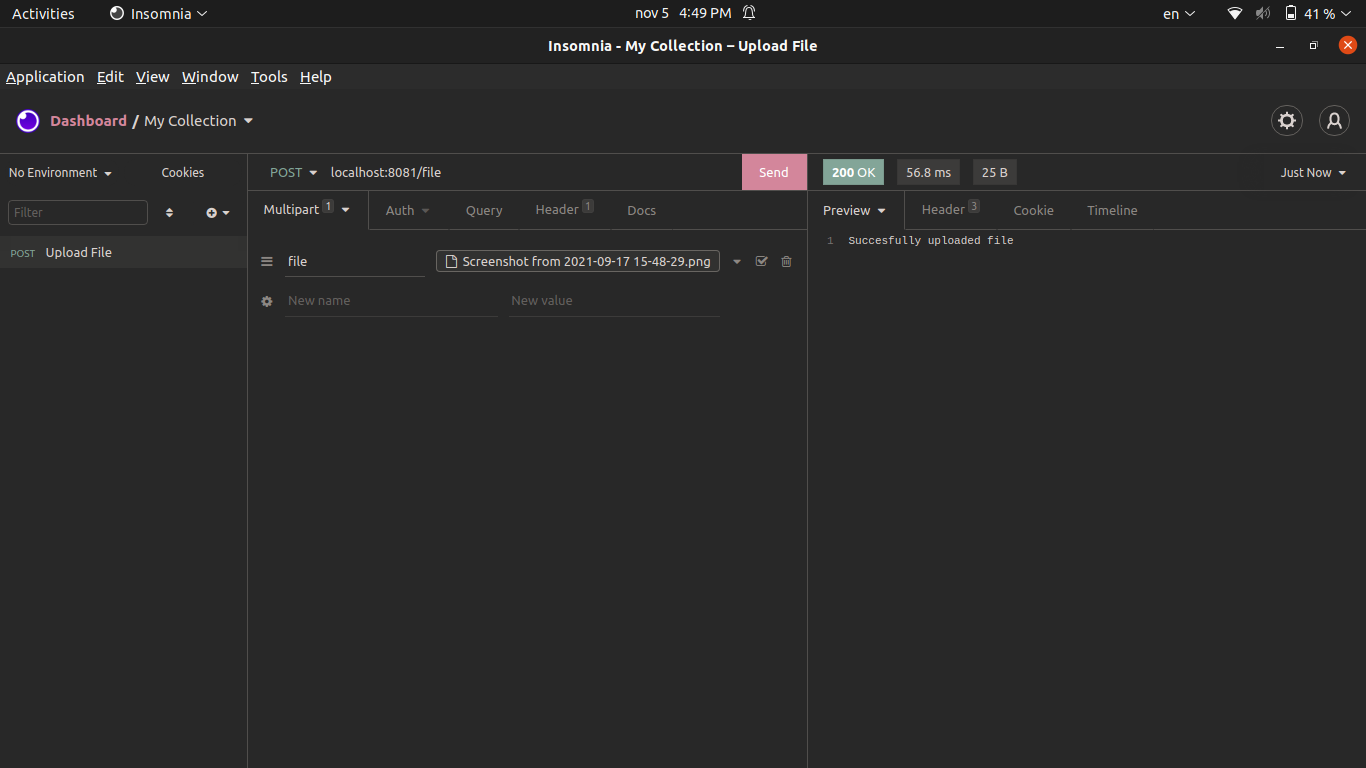 Activities Insomnia nov 5 4:49 PM en 41 %
Insomnia - My Collection – Upload File
Application Edit View Window Tools Help
Dashboard / My Collection
No Environment Cookies POST localhost:8081/file Send 200 OK 56.8 ms 25 B Just Now
Filter Multipart 1 Auth Query Header 1 Docs Preview Header 3 Cookie Timeline
POST Upload File 1 Succesfully uploaded file
file Screenshot from 2021-09-17 15-48-29.png
New name New value